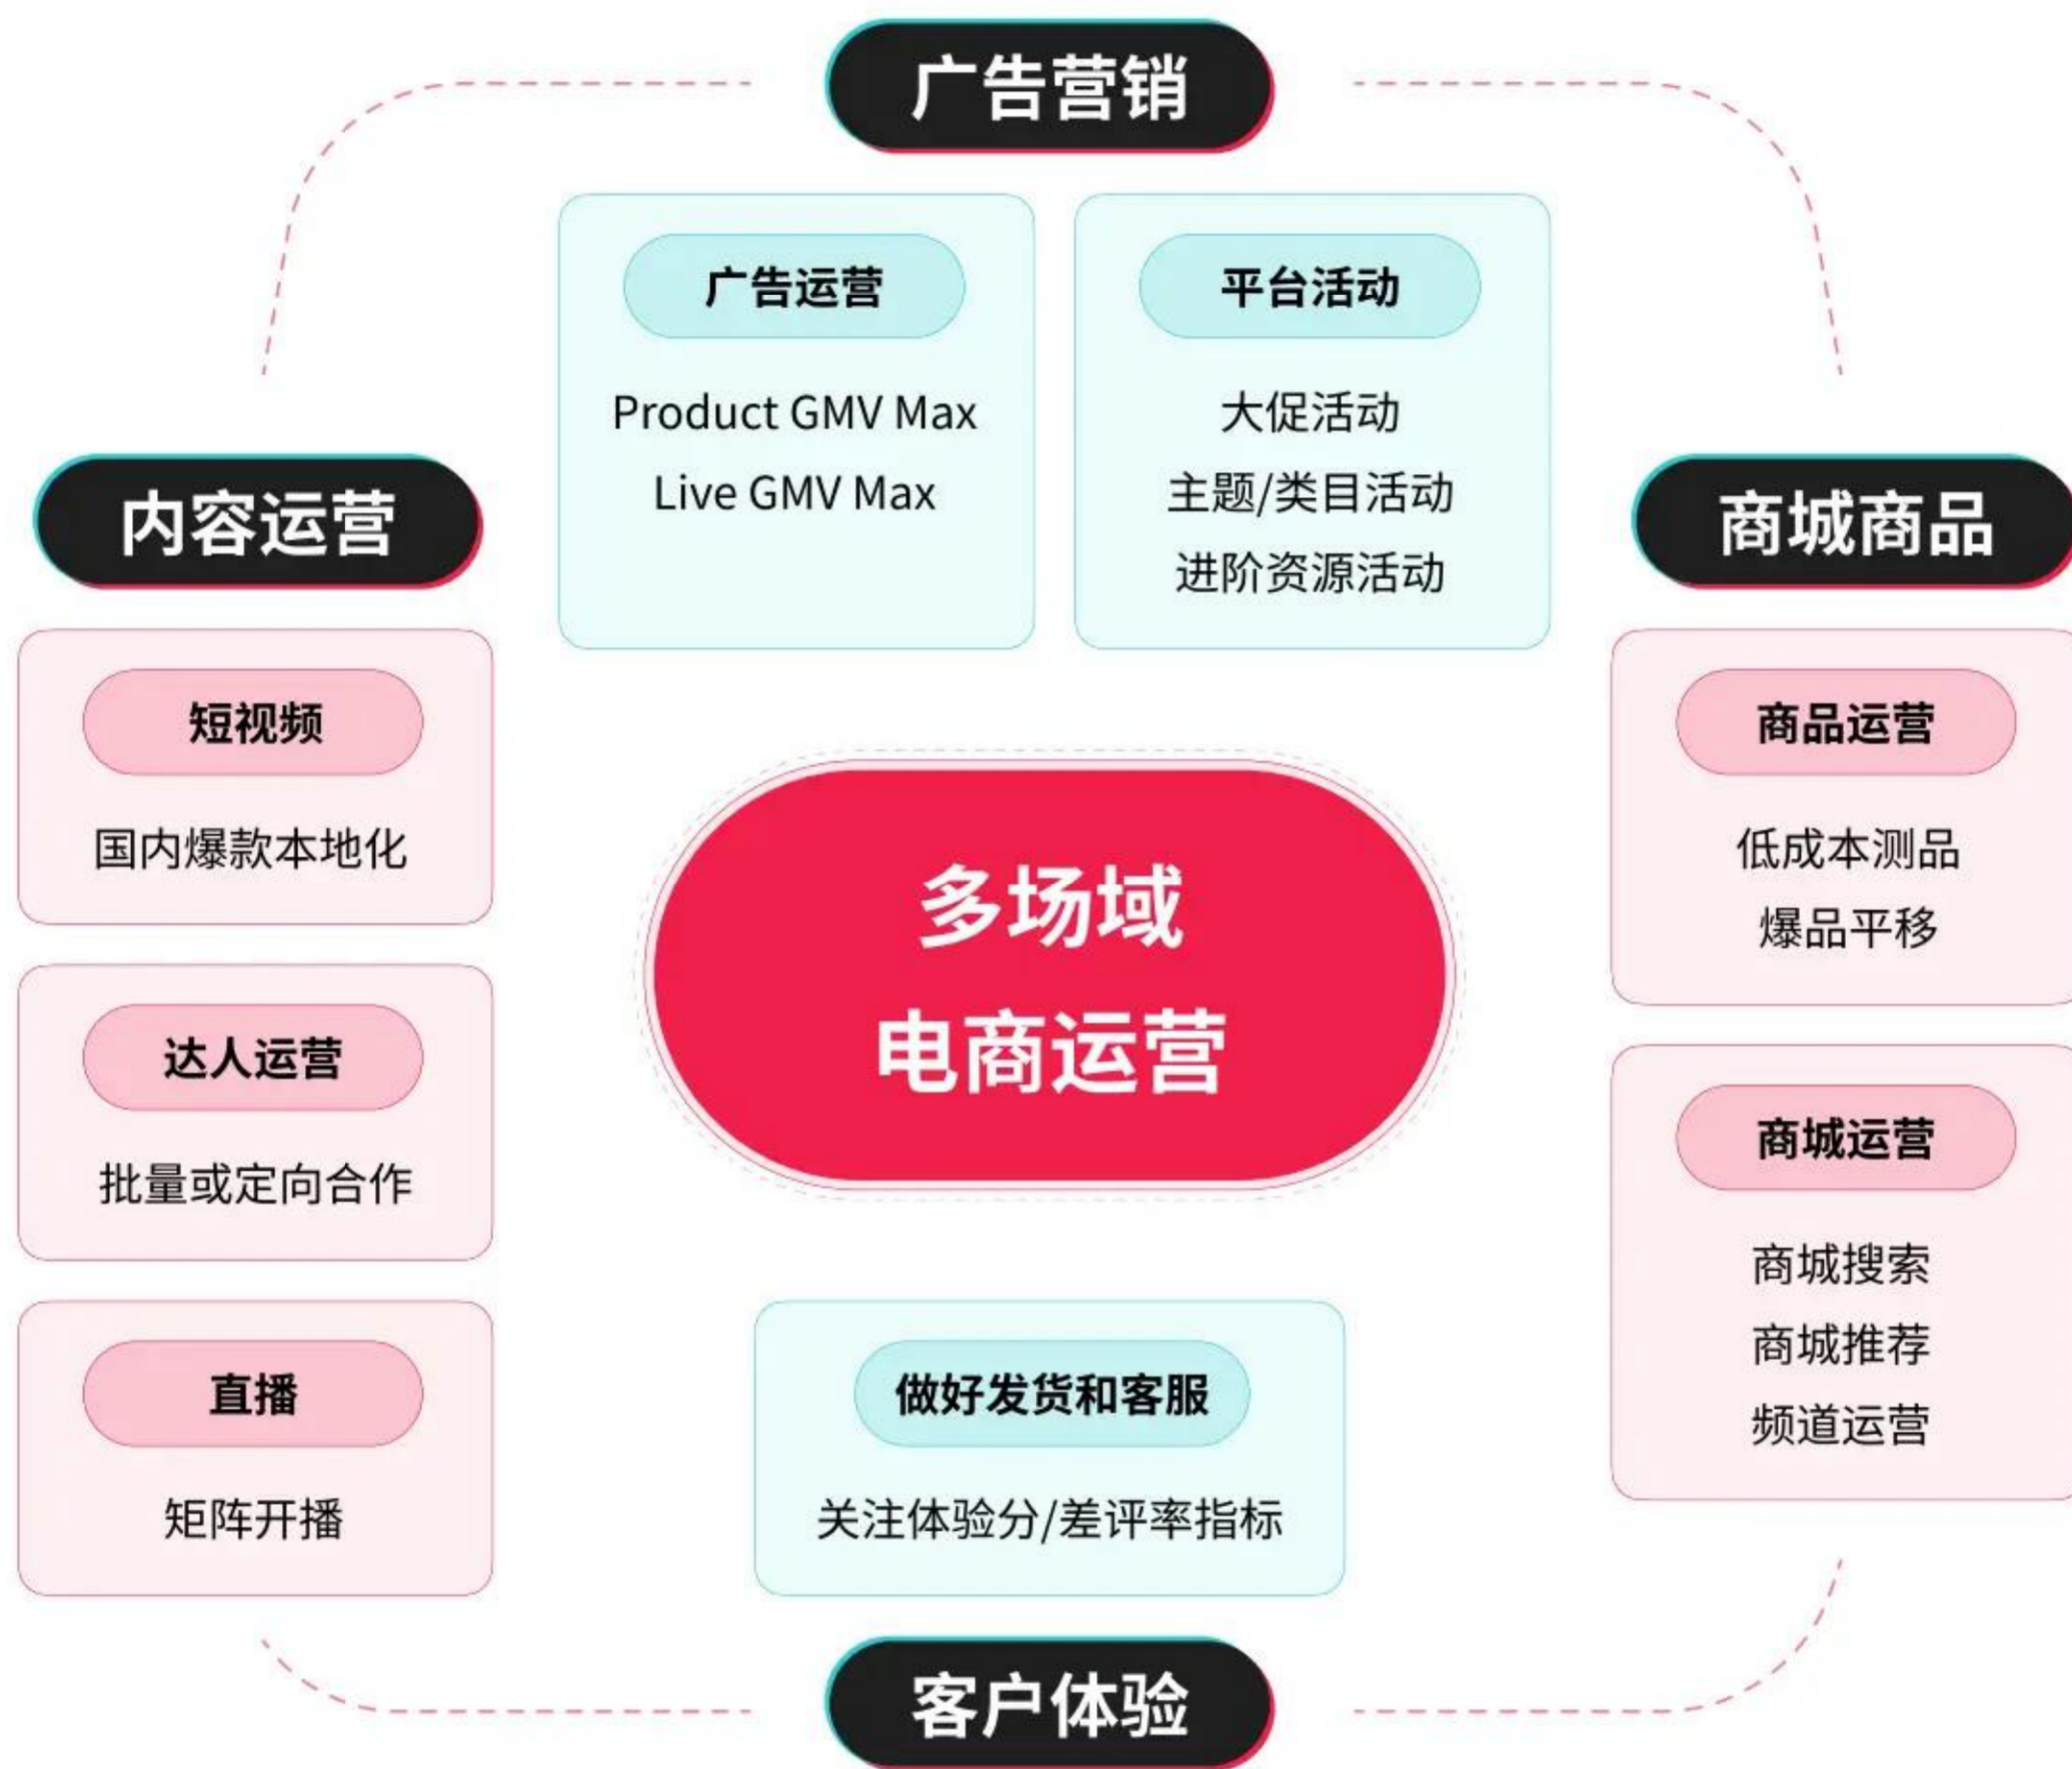 广告营销
广告运营
Product GMV Max
Live GMV Max
平台活动
大促活动
主题/类目活动
进阶资源活动
内容运营
短视频
国内爆款本地化
达人运营
批量或定向合作
直播
矩阵开播
多场域
电商运营
商城商品
商品运营
低成本测品
爆品平移
商城运营
商城搜索
商城推荐
频道运营
做好发货和客服
关注体验分/差评率指标
客户体验